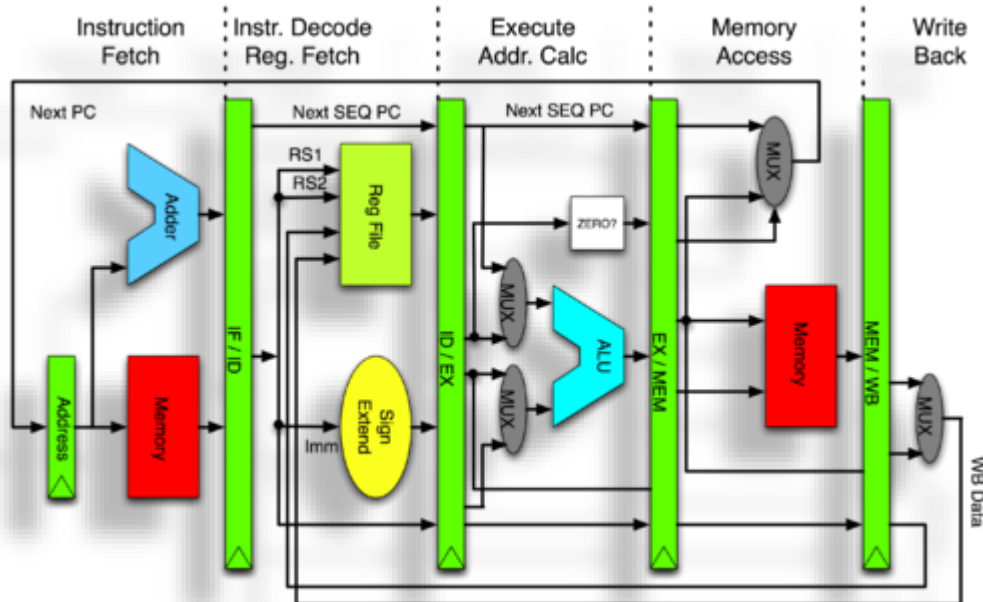 Instruction
Fetch
Instr. Decode
Reg. Fetch
Execute
Addr. Calc
Memory
Access
Write
Back
Next PC
Next SEQ PC
Next SEQ PC
MUX
RS1
RS2
Adder
Reg File
ZERO?
MUX
IF / ID
ID / EX
ALU
EX / MEM
Memory
MEM / WB
Address
Memory
Sign
Extend
Imm
MUX
MUX
WB Data